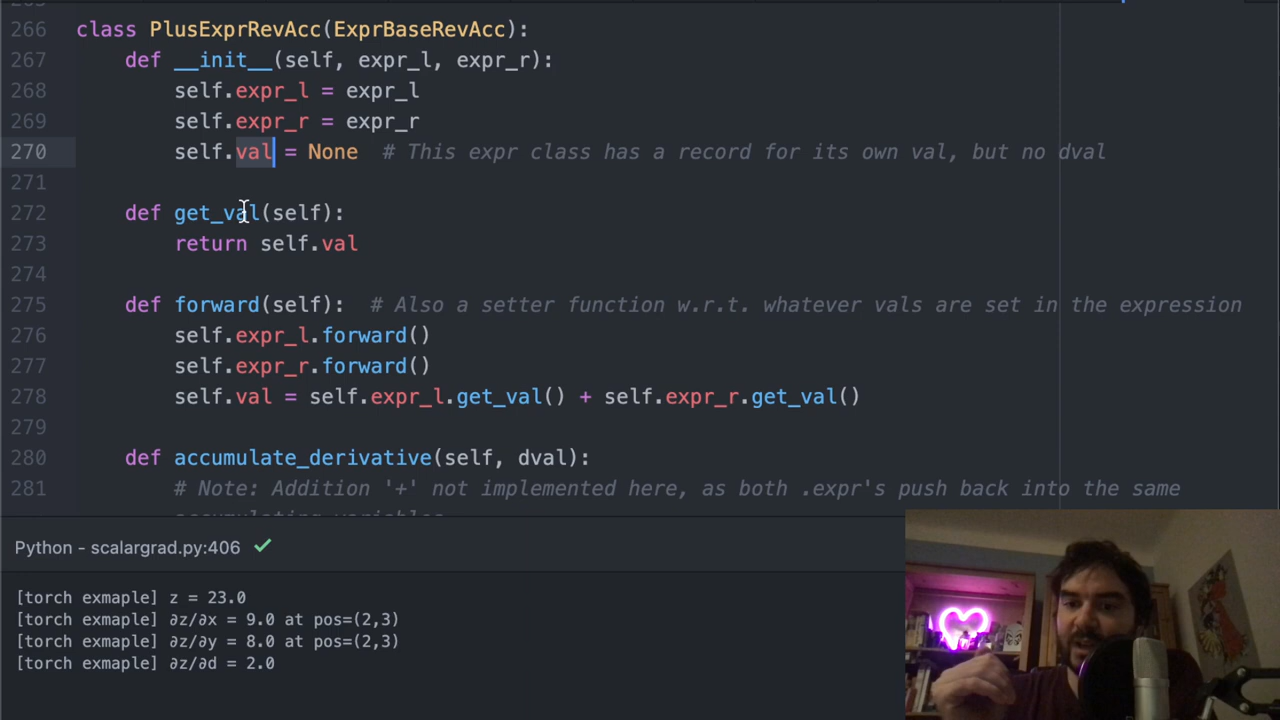 266 class PlusExprRevAcc(ExprBaseRevAcc):
267 def __init__(self, expr_l, expr_r):
268 self.expr_l = expr_l
269 self.expr_r = expr_r
270 self.val = None # This expr class has a record for its own val, but no dval
271
272 def get_val(self):
273 return self.val
274
275 def forward(self): # Also a setter function w.r.t. whatever vals are set in the expression
276 self.expr_l.forward()
277 self.expr_r.forward()
278 self.val = self.expr_l.get_val() + self.expr_r.get_val()
279
280 def accumulate_derivative(self, dval):
281 # Note: Addition '+' not implemented here, as both .expr's push back into the same
accumulating variables
Python - scalargrad.py:406
[torch exmaple] z = 23.0
[torch exmaple] ∂z/∂x = 9.0 at pos=(2,3)
[torch exmaple] ∂z/∂y = 8.0 at pos=(2,3)
[torch exmaple] ∂z/∂d = 2.0